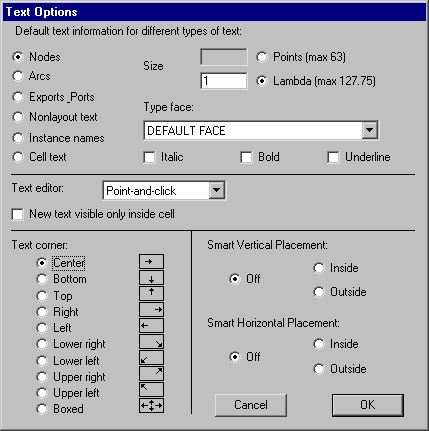 Text Options
Default text information for different types of text:
Nodes
Arcs
Exports _Ports
Nonlayout text
Instance names
Cell text
Size
Points (max 63)
1
Lambda (max 127.75)
Type face:
DEFAULT FACE
Italic Bold Underline
Text editor: Point-and-click
New text visible only inside cell
Text corner:
Center
Bottom
Top
Right
Left
Lower right
Lower left
Upper right
Upper left
Boxed
Smart Vertical Placement:
Off
Inside
Outside
Smart Horizontal Placement:
Off
Inside
Outside
Cancel OK